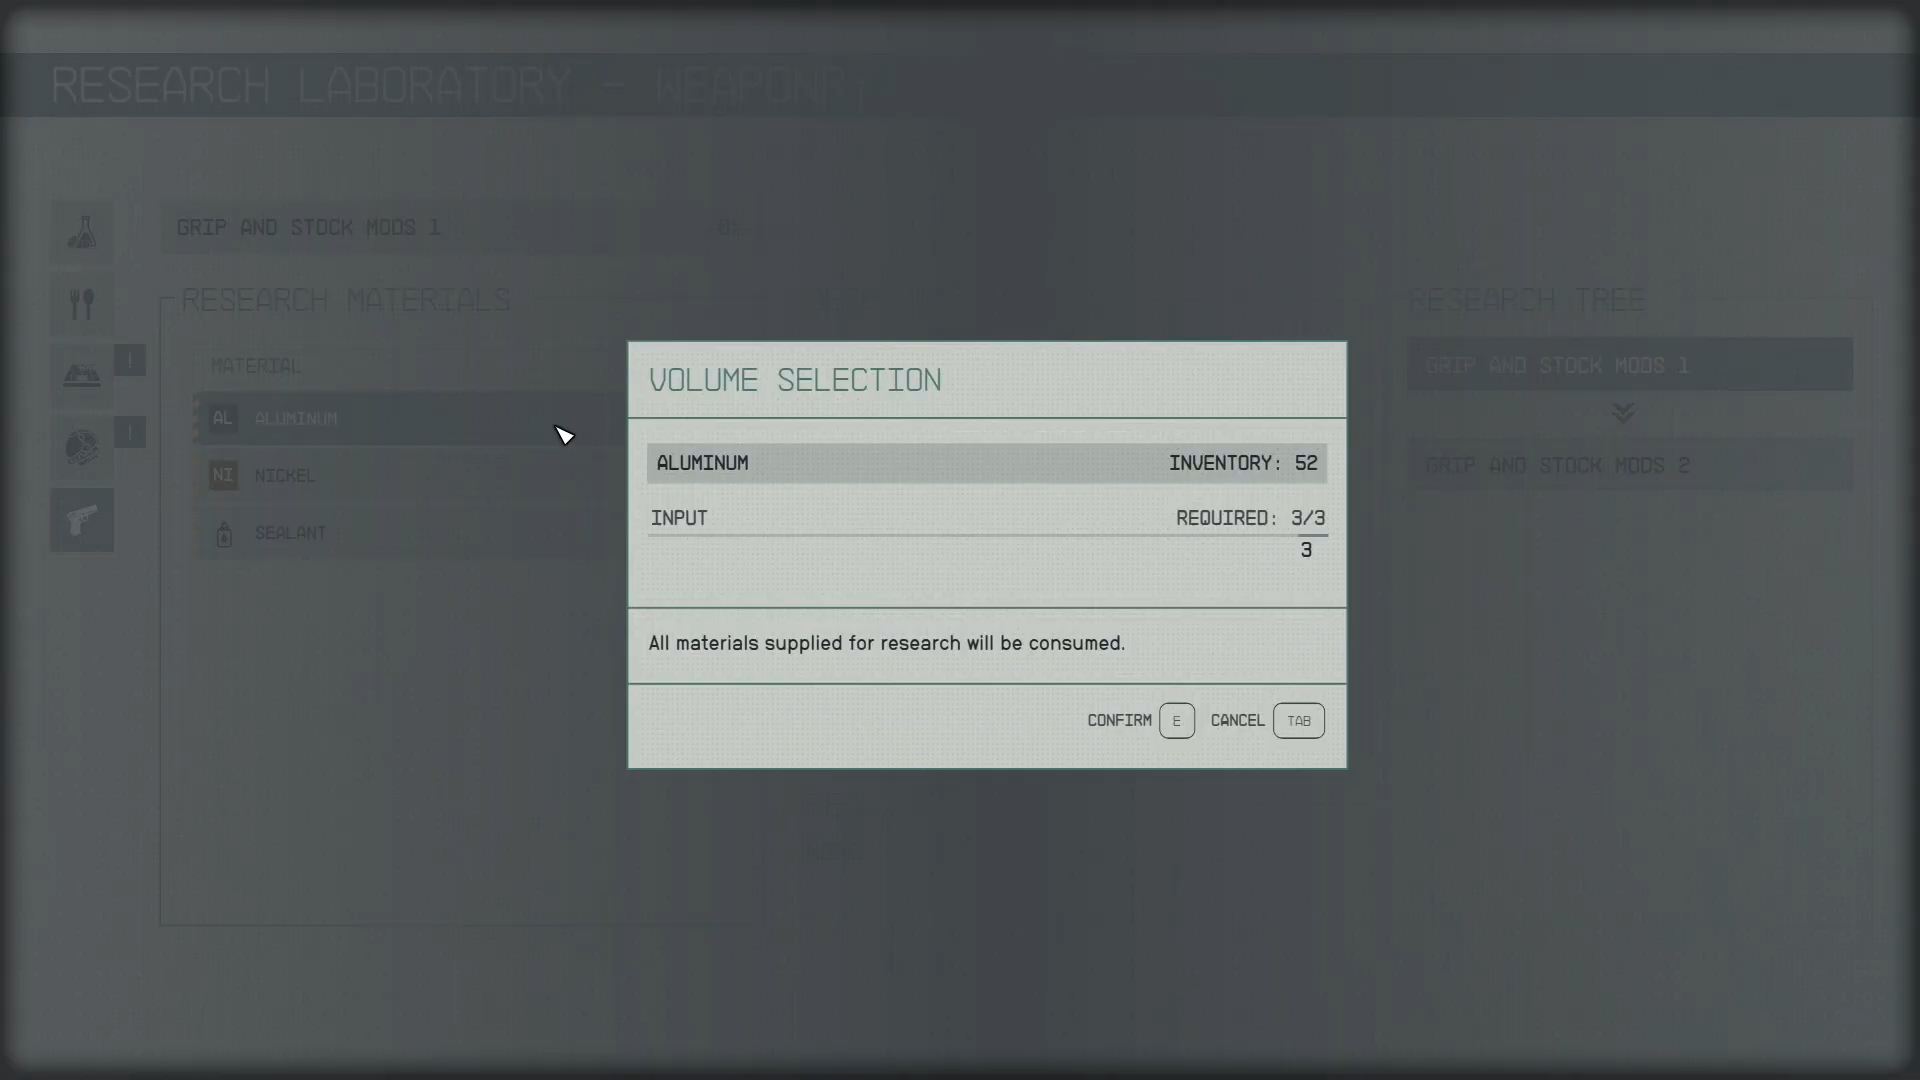 RESEARCH LABORATORY - WEAPONRY
GRIP AND STOCK MODS 1 0%
RESEARCH MATERIALS
RESEARCH TREE
MATERIAL
GRIP AND STOCK MODS 1
AL ALUMINUM
NI NICKEL
SEALANT
GRIP AND STOCK MODS 2
!
!
VOLUME SELECTION
ALUMINUM INVENTORY: 52
INPUT REQUIRED: 3/3
3
All materials supplied for research will be consumed.
CONFIRM E CANCEL TAB